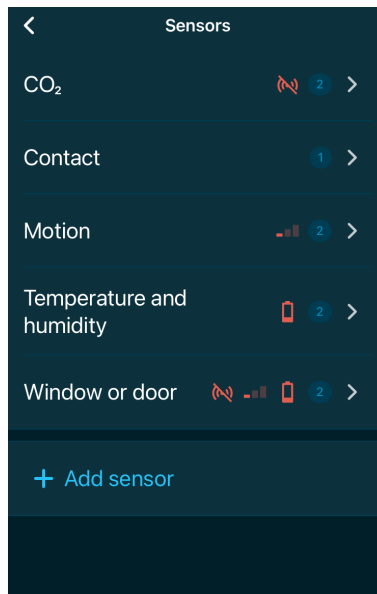 Sensors
CO₂ 2
Contact 1
Motion 2
Temperature and
humidity 2
Window or door 2
+ Add sensor